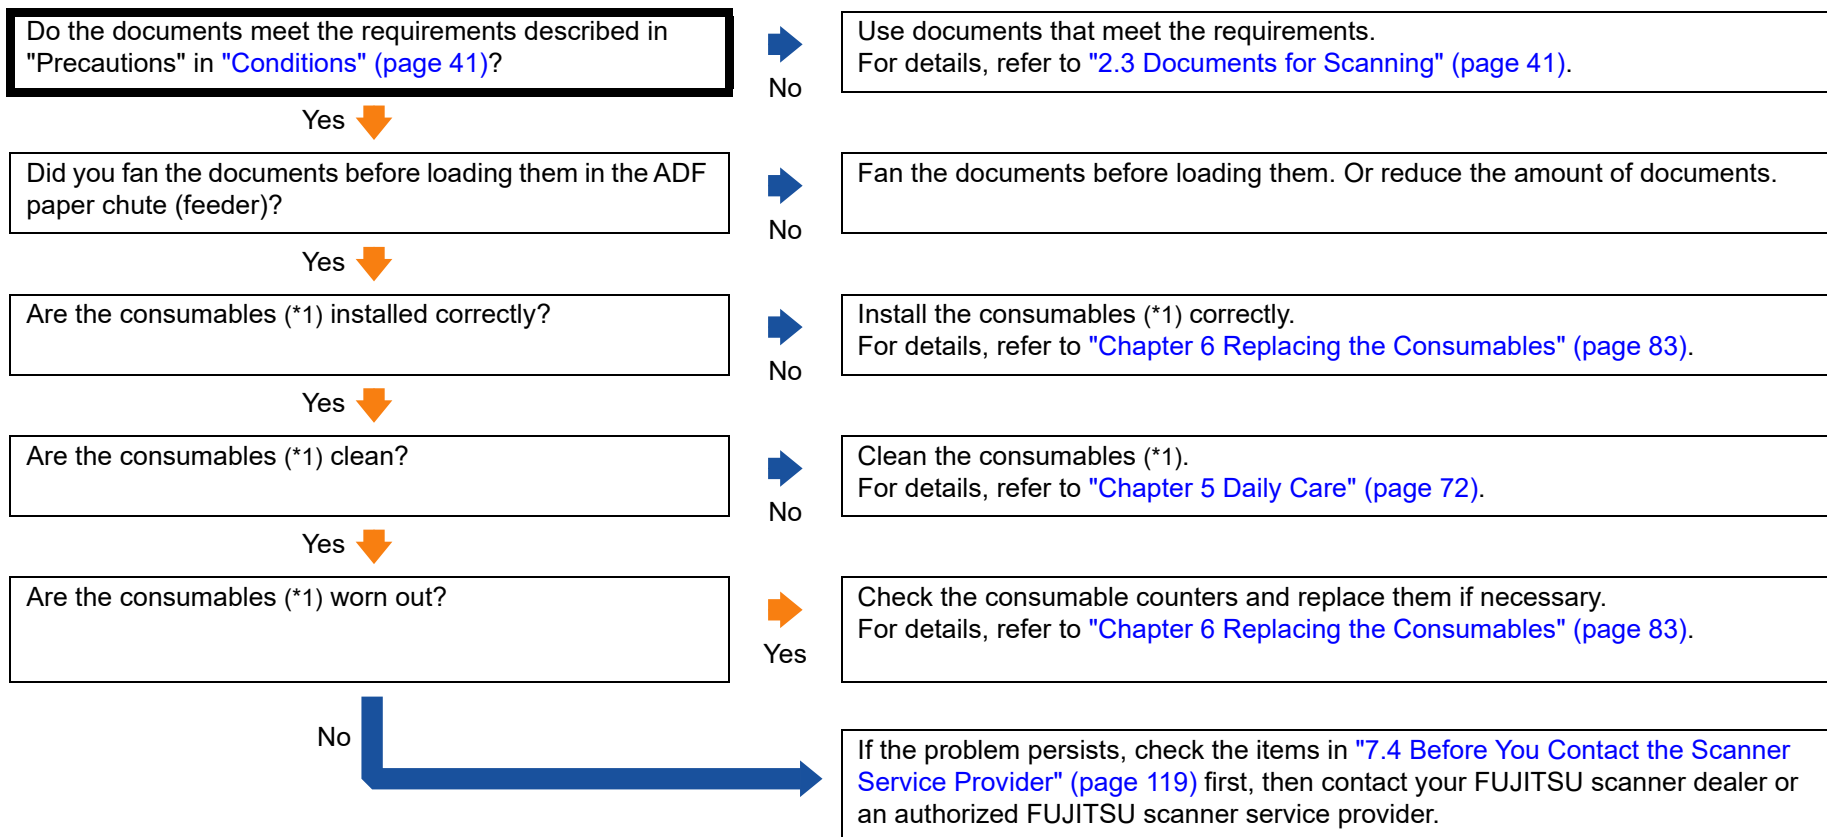 Do the documents meet the requirements described in
"Precautions" in "Conditions" (page 41)?
No
Use documents that meet the requirements.
For details, refer to "2.3 Documents for Scanning" (page 41).
Yes
Did you fan the documents before loading them in the ADF
paper chute (feeder)?
No
Fan the documents before loading them. Or reduce the amount of documents.
Yes
Are the consumables (*1) installed correctly?
No
Install the consumables (*1) correctly.
For details, refer to "Chapter 6 Replacing the Consumables" (page 83).
Yes
Are the consumables (*1) clean?
No
Clean the consumables (*1).
For details, refer to "Chapter 5 Daily Care" (page 72).
Yes
Are the consumables (*1) worn out?
Yes
Check the consumable counters and replace them if necessary.
For details, refer to "Chapter 6 Replacing the Consumables" (page 83).
No
If the problem persists, check the items in "7.4 Before You Contact the Scanner
Service Provider" (page 119) first, then contact your FUJITSU scanner dealer or
an authorized FUJITSU scanner service provider.